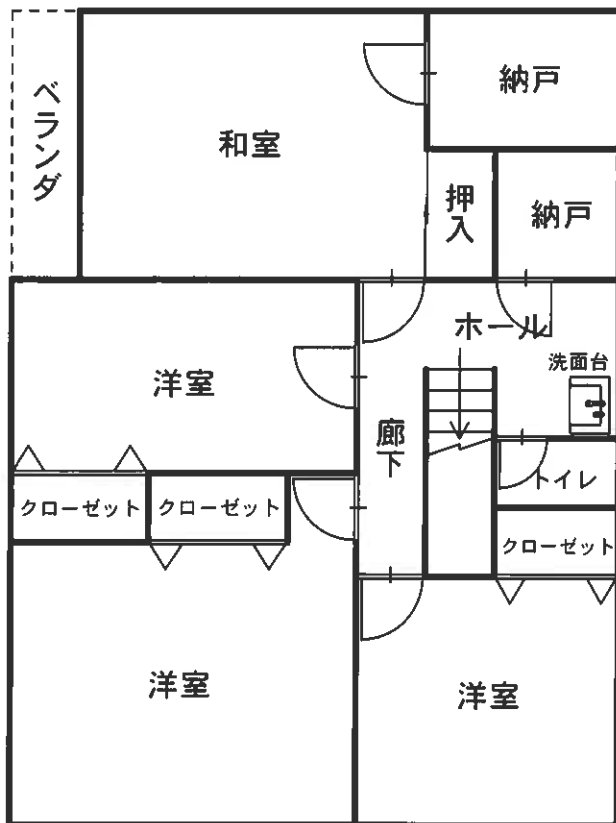 納戸
ベランダ
和室
押入
納戸
ホール
洋室
洗面台
廊下
クローゼット
クローゼット
トイレ
クローゼット
洋室
洋室